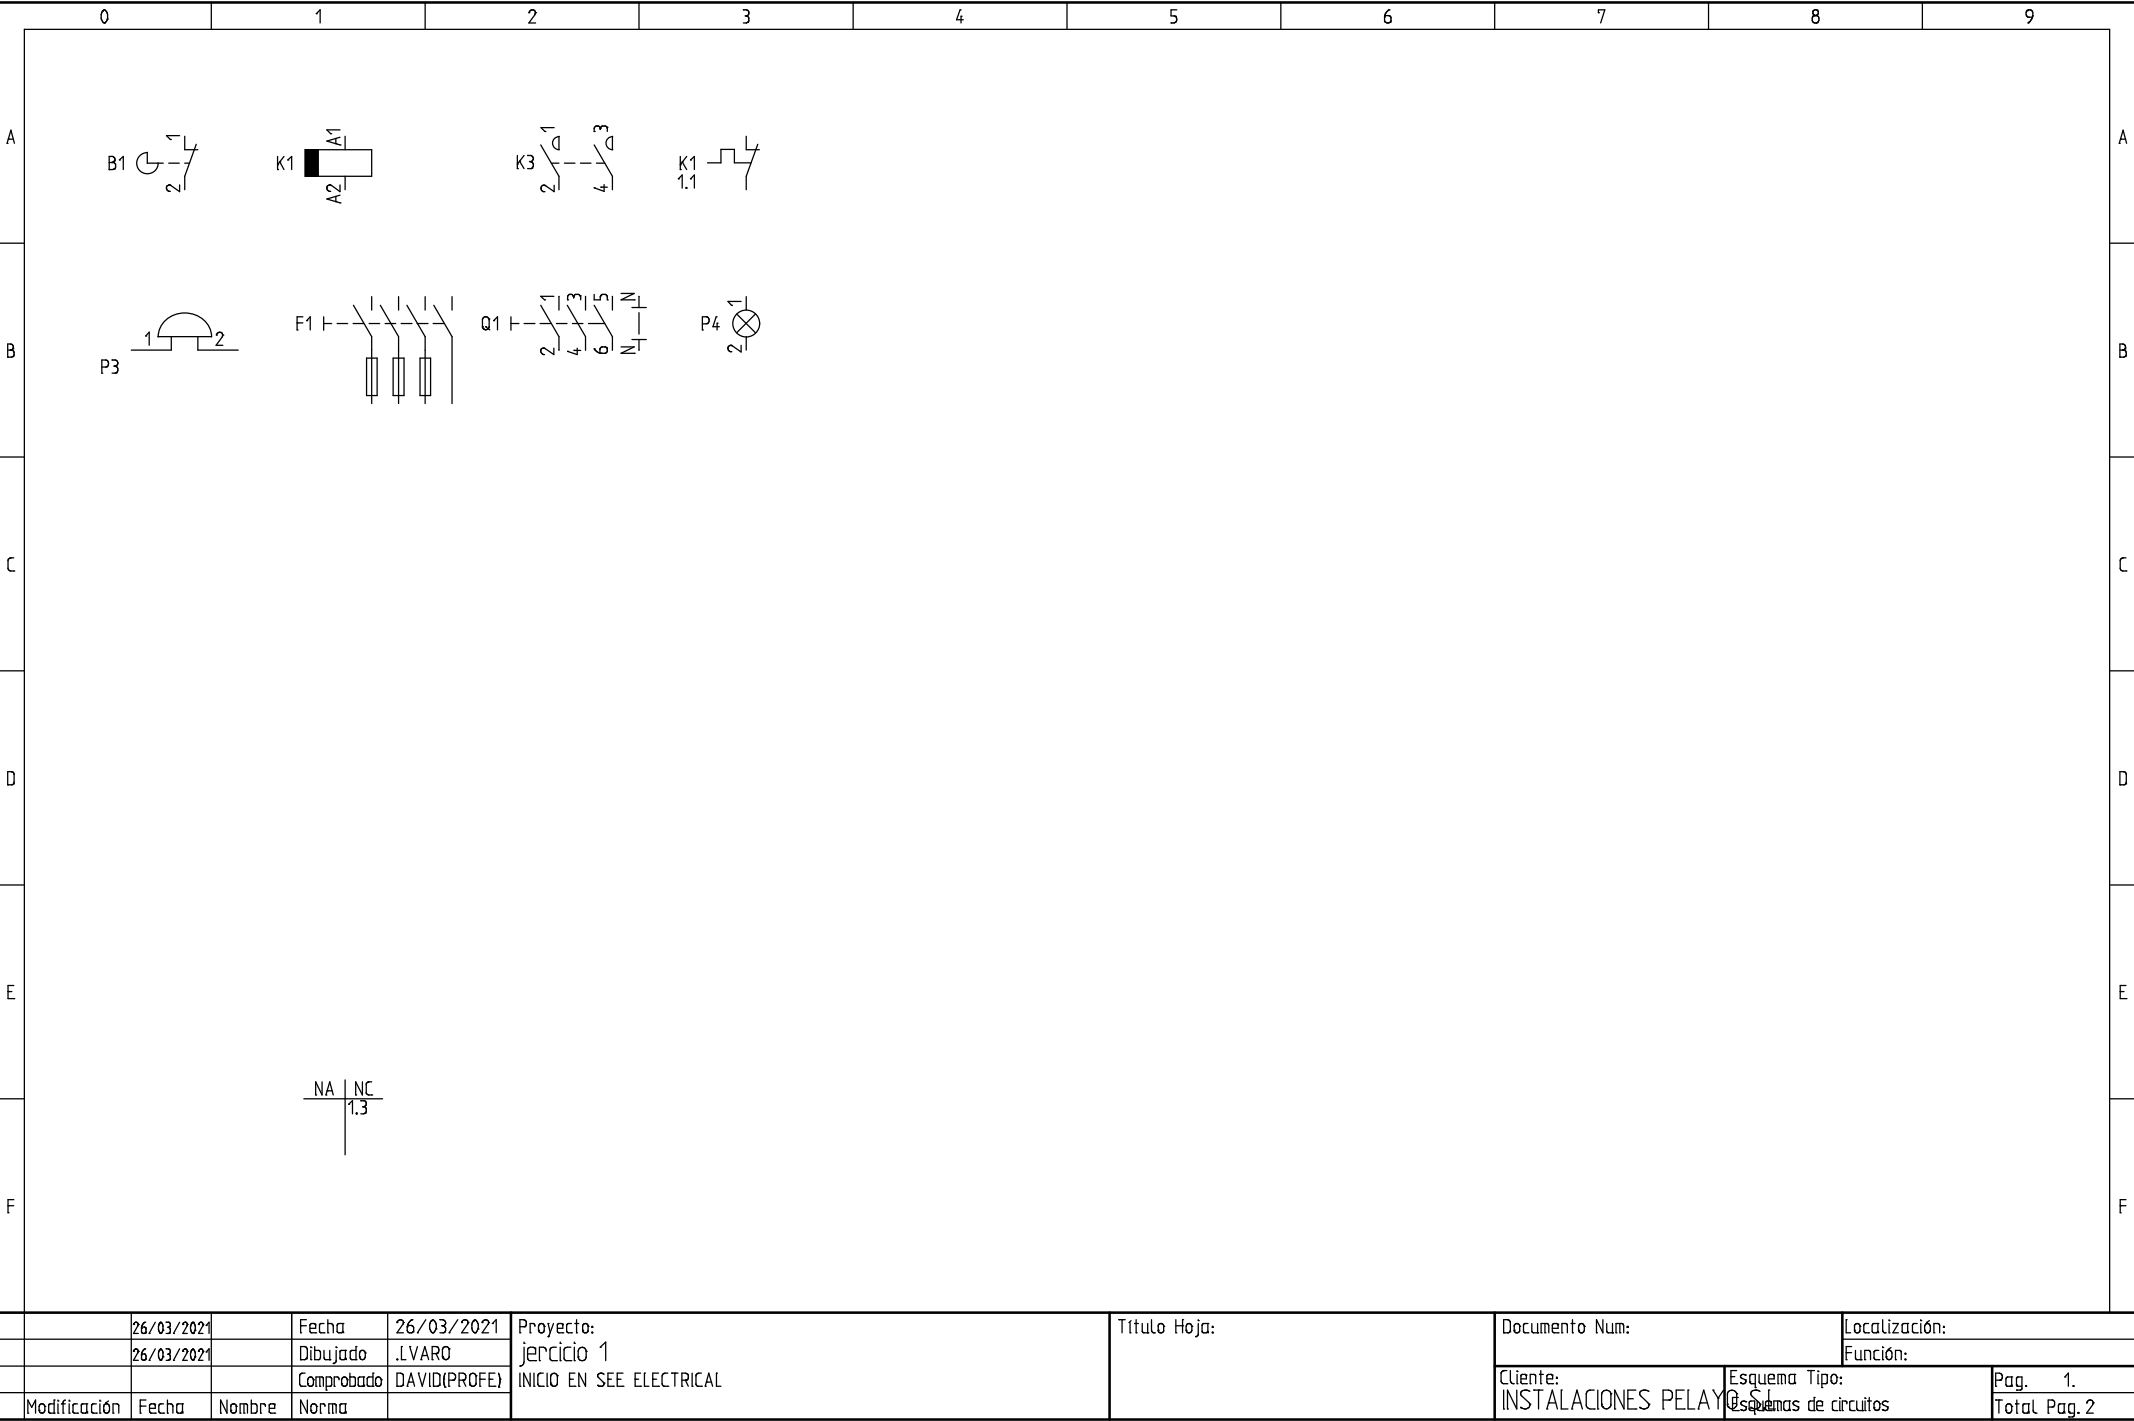 0 1 2 3 4 5 6 7 8 9
A A
B1 1 2
K1 A1 A2
K3 1 2 3 4
K1
1.1
B B
P3 1 2
F1
Q1 1 2 3 4 5 6 N N
P4 1 2
C C
D D
E E
NA NC
1.3
F F
26/03/2021 Fecha 26/03/2021
26/03/2021 Dibujado .LVARO
Comprobado DAVID(PROFE)
Modificación Fecha Nombre Norma
Proyecto:
jercicio 1
INICIO EN SEE ELECTRICAL
Título Hoja:
Documento Num:
Localización:
Función:
Cliente:
INSTALACIONES PELAYO S.L
Esquema Tipo:
Esquemas de circuitos
Pag. 1.
Total Pag. 2